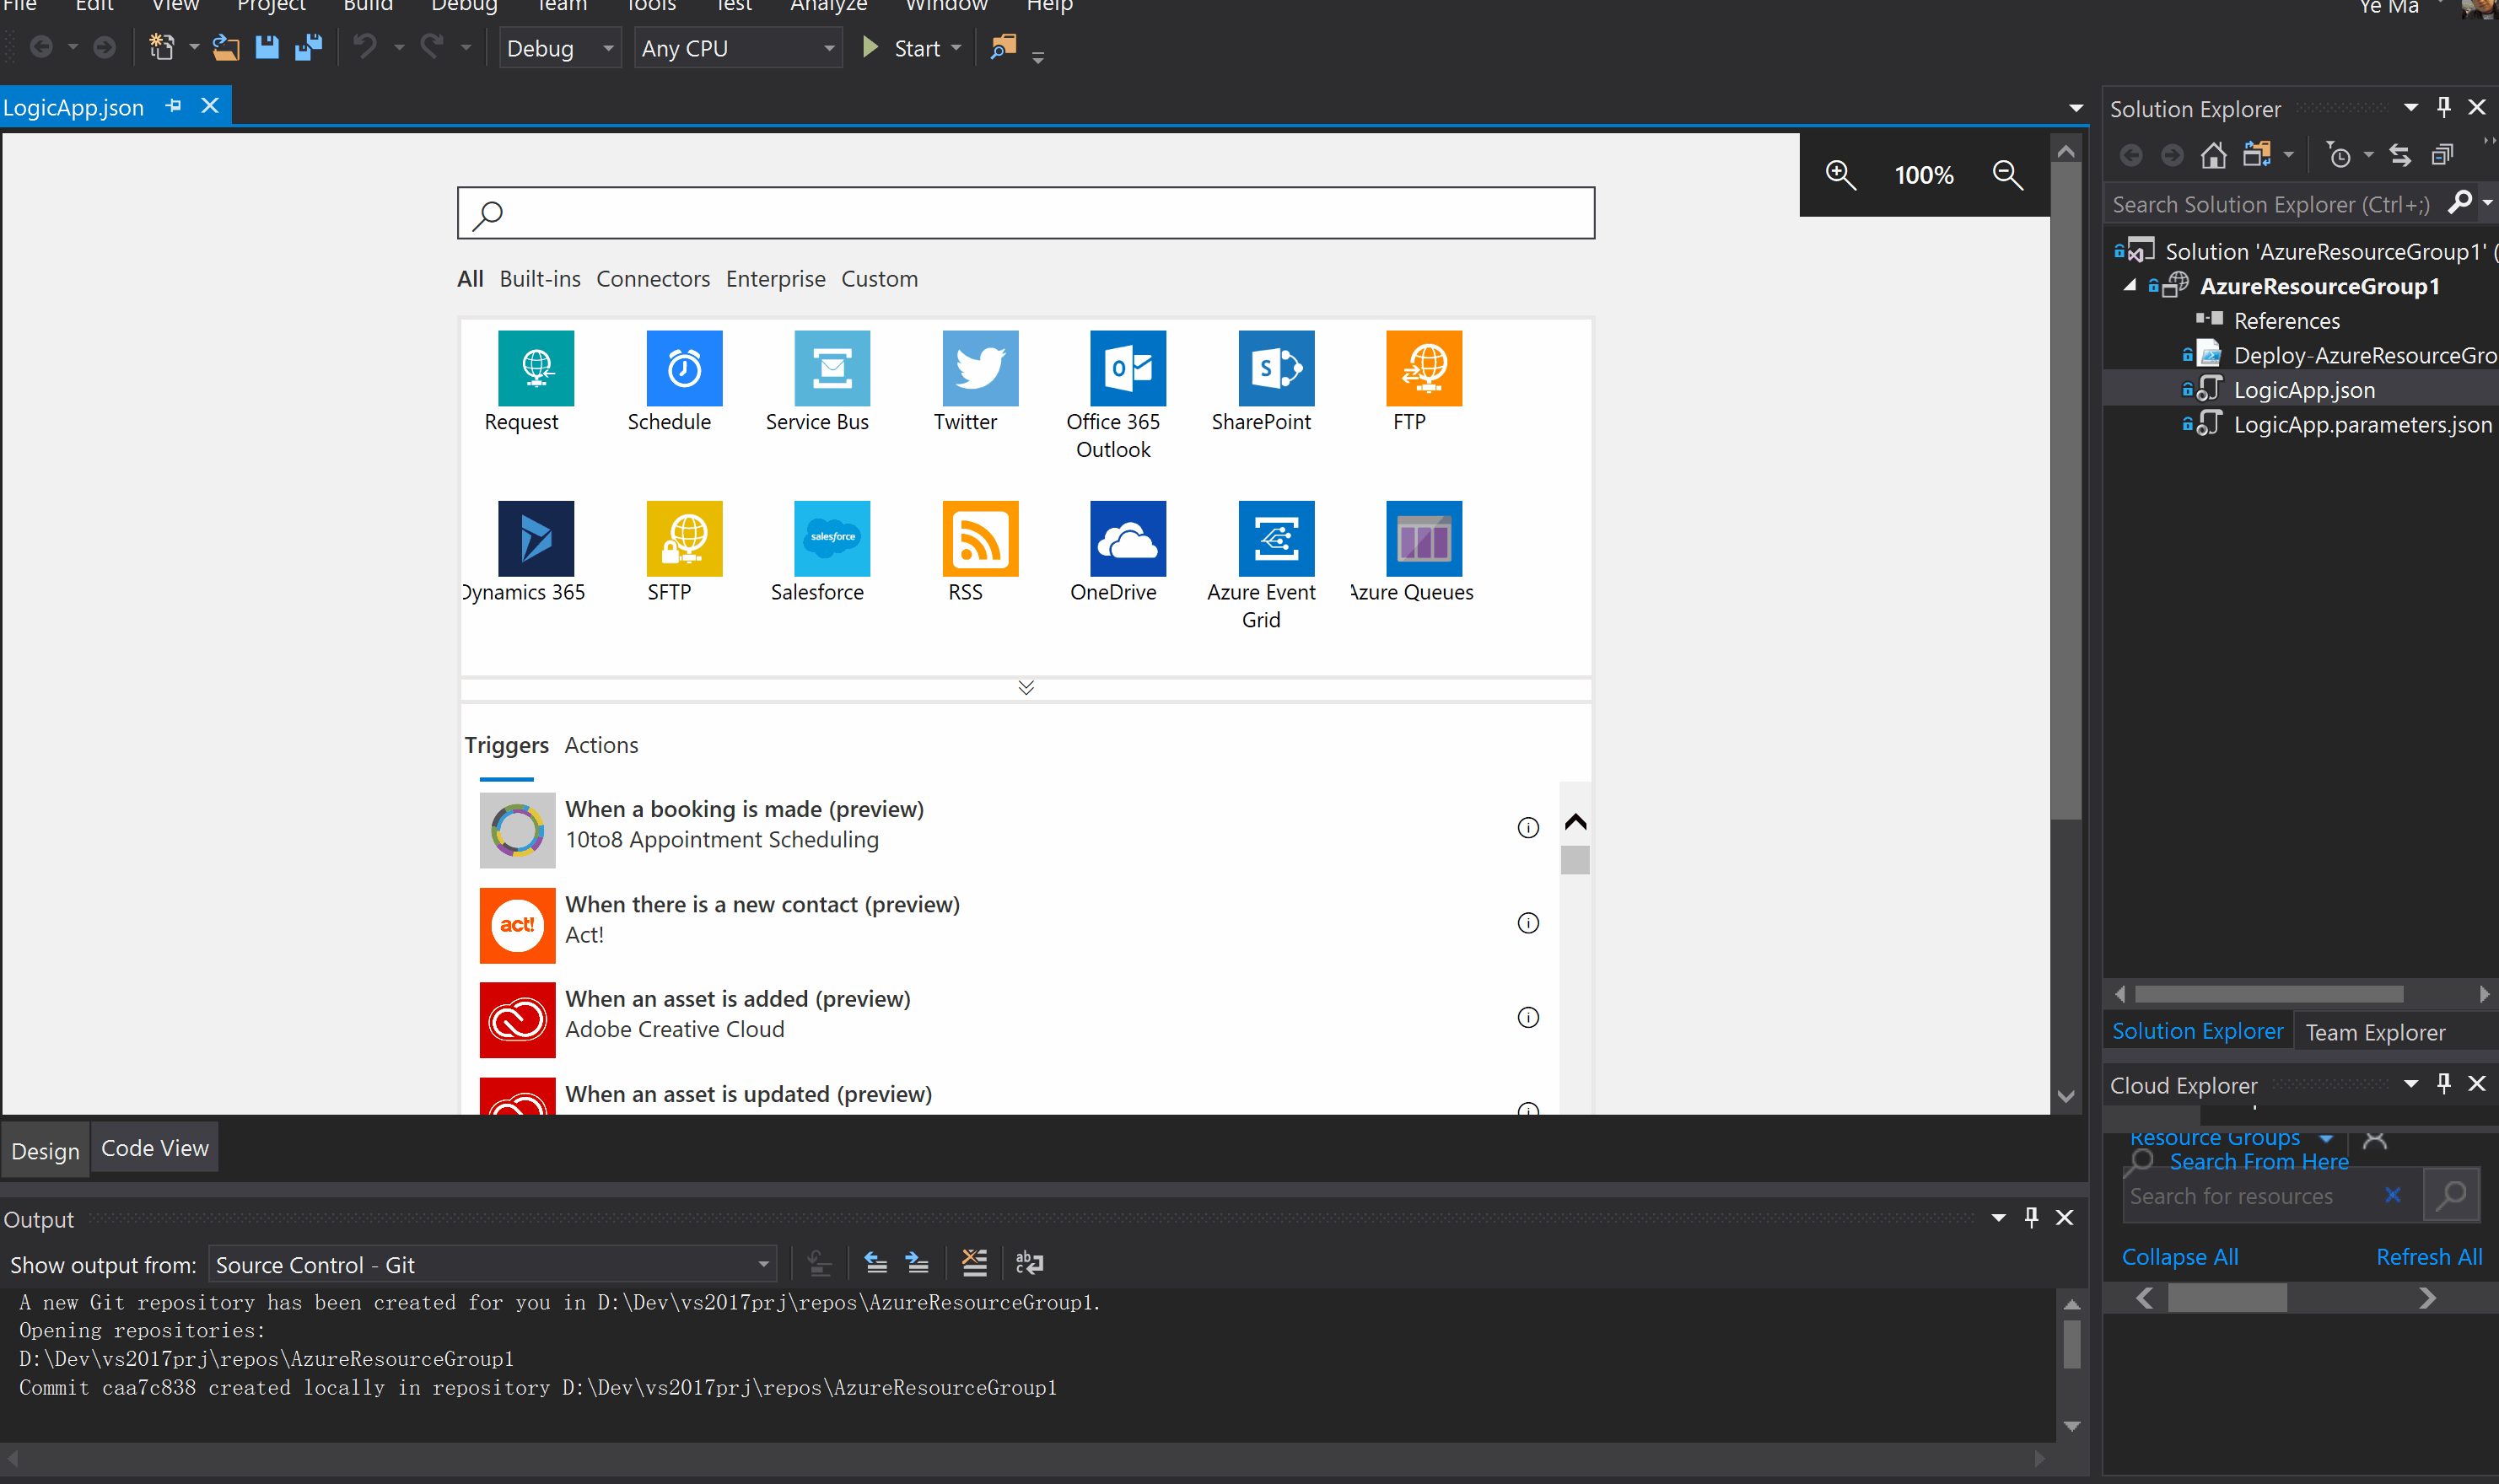 File Edit View Project Build Debug Team Tools Test Analyze Window Help
Ye Ma
Debug Any CPU Start
LogicApp.json
100%
All Built-ins Connectors Enterprise Custom
Request Schedule Service Bus Twitter Office 365 Outlook SharePoint FTP
salesforce
Dynamics 365 SFTP Salesforce RSS OneDrive Azure Event Grid Azure Queues
Triggers Actions
When a booking is made (preview)
10to8 Appointment Scheduling
act!
When there is a new contact (preview)
Act!
When an asset is added (preview)
Adobe Creative Cloud
When an asset is updated (preview)
Design Code View
Output
Show output from: Source Control - Git
A new Git repository has been created for you in D:\Dev\vs2017prj\repos\AzureResourceGroup1.
Opening repositories:
D:\Dev\vs2017prj\repos\AzureResourceGroup1
Commit caa7c838 created locally in repository D:\Dev\vs2017prj\repos\AzureResourceGroup1
Solution Explorer
Search Solution Explorer (Ctrl+;)
Solution 'AzureResourceGroup1' (
AzureResourceGroup1
References
Deploy-AzureResourceGro
LogicApp.json
LogicApp.parameters.json
Solution Explorer Team Explorer
Cloud Explorer
Resource Groups
Search From Here
Search for resources
Collapse All Refresh All